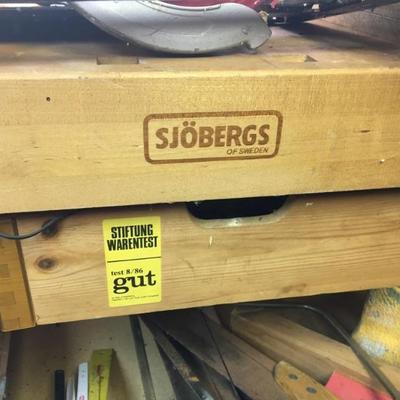 SJÖBERGS
OF SWEDEN
STIFTUNG
WARENTEST
test 8/86
gut